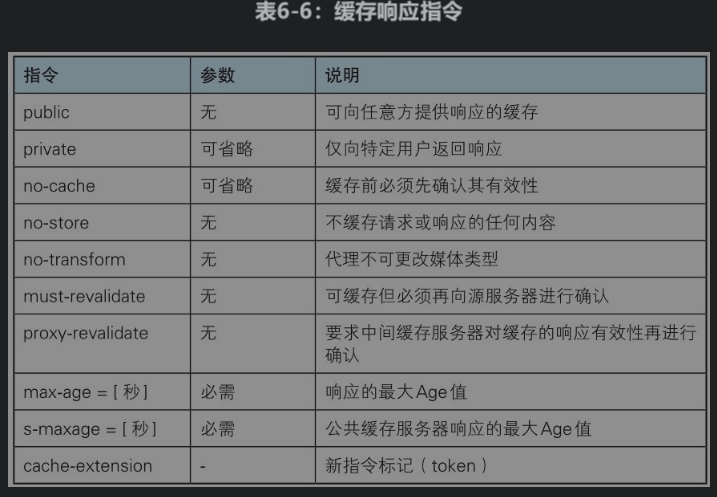 表6-6：缓存响应指令
指令 参数 说明
public 无 可向任意方提供响应的缓存
private 可省略 仅向特定用户返回响应
no-cache 可省略 缓存前必须先确认其有效性
no-store 无 不缓存请求或响应的任何内容
no-transform 无 代理不可更改媒体类型
must-revalidate 无 可缓存但必须再向源服务器进行确认
proxy-revalidate 无 要求中间缓存服务器对缓存的响应有效性再进行
确认
max-age = [ 秒] 必需 响应的最大Age值
s-maxage = [ 秒] 必需 公共缓存服务器响应的最大Age值
cache-extension - 新指令标记（token）